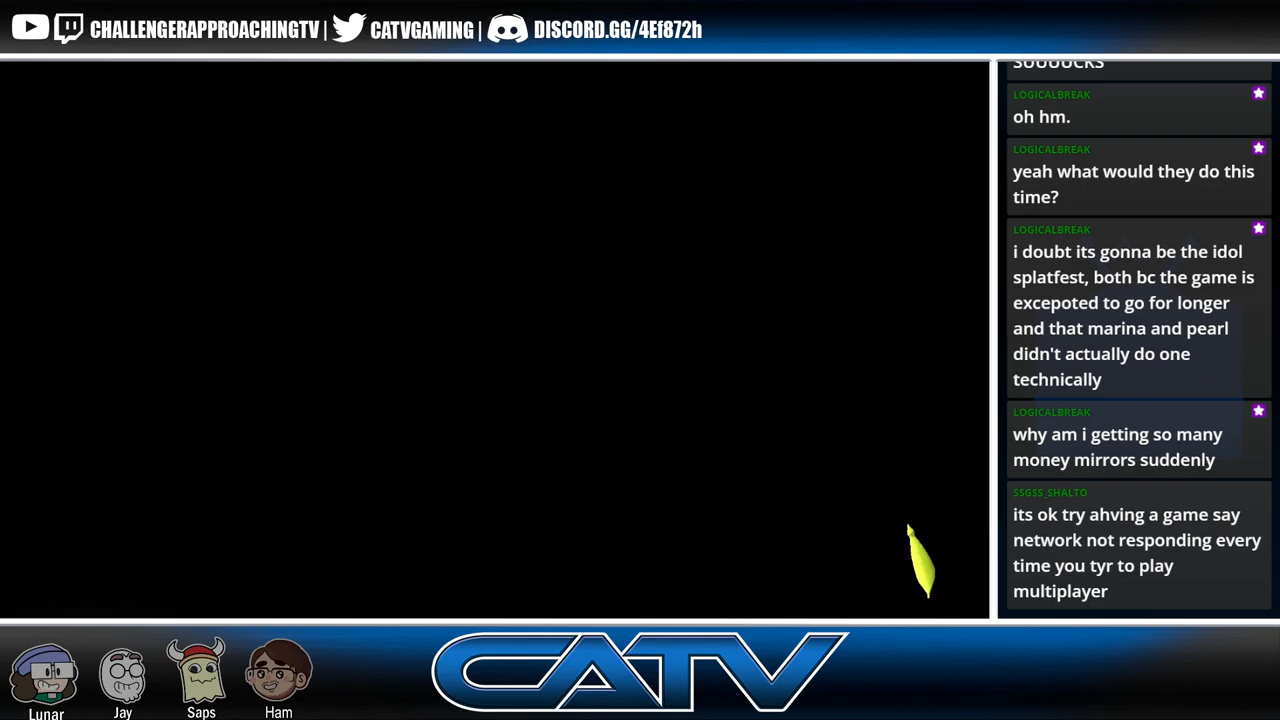 CHALLENGERAPPROACHINGTV | CATVGAMING | DISCORD.GG/4Ef872h
SUUUUCKS
LOGICALBREAK
oh hm.
LOGICALBREAK
yeah what would they do this
time?
LOGICALBREAK
i doubt its gonna be the idol
splatfest, both bc the game is
excepoted to go for longer
and that marina and pearl
didn't actually do one
technically
LOGICALBREAK
why am i getting so many
money mirrors suddenly
SSGSS_SHALTO
its ok try ahving a game say
network not responding every
time you tyr to play
multiplayer
CATV
Lunar
Jay
Saps
Ham